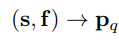 (s, f) → p_q